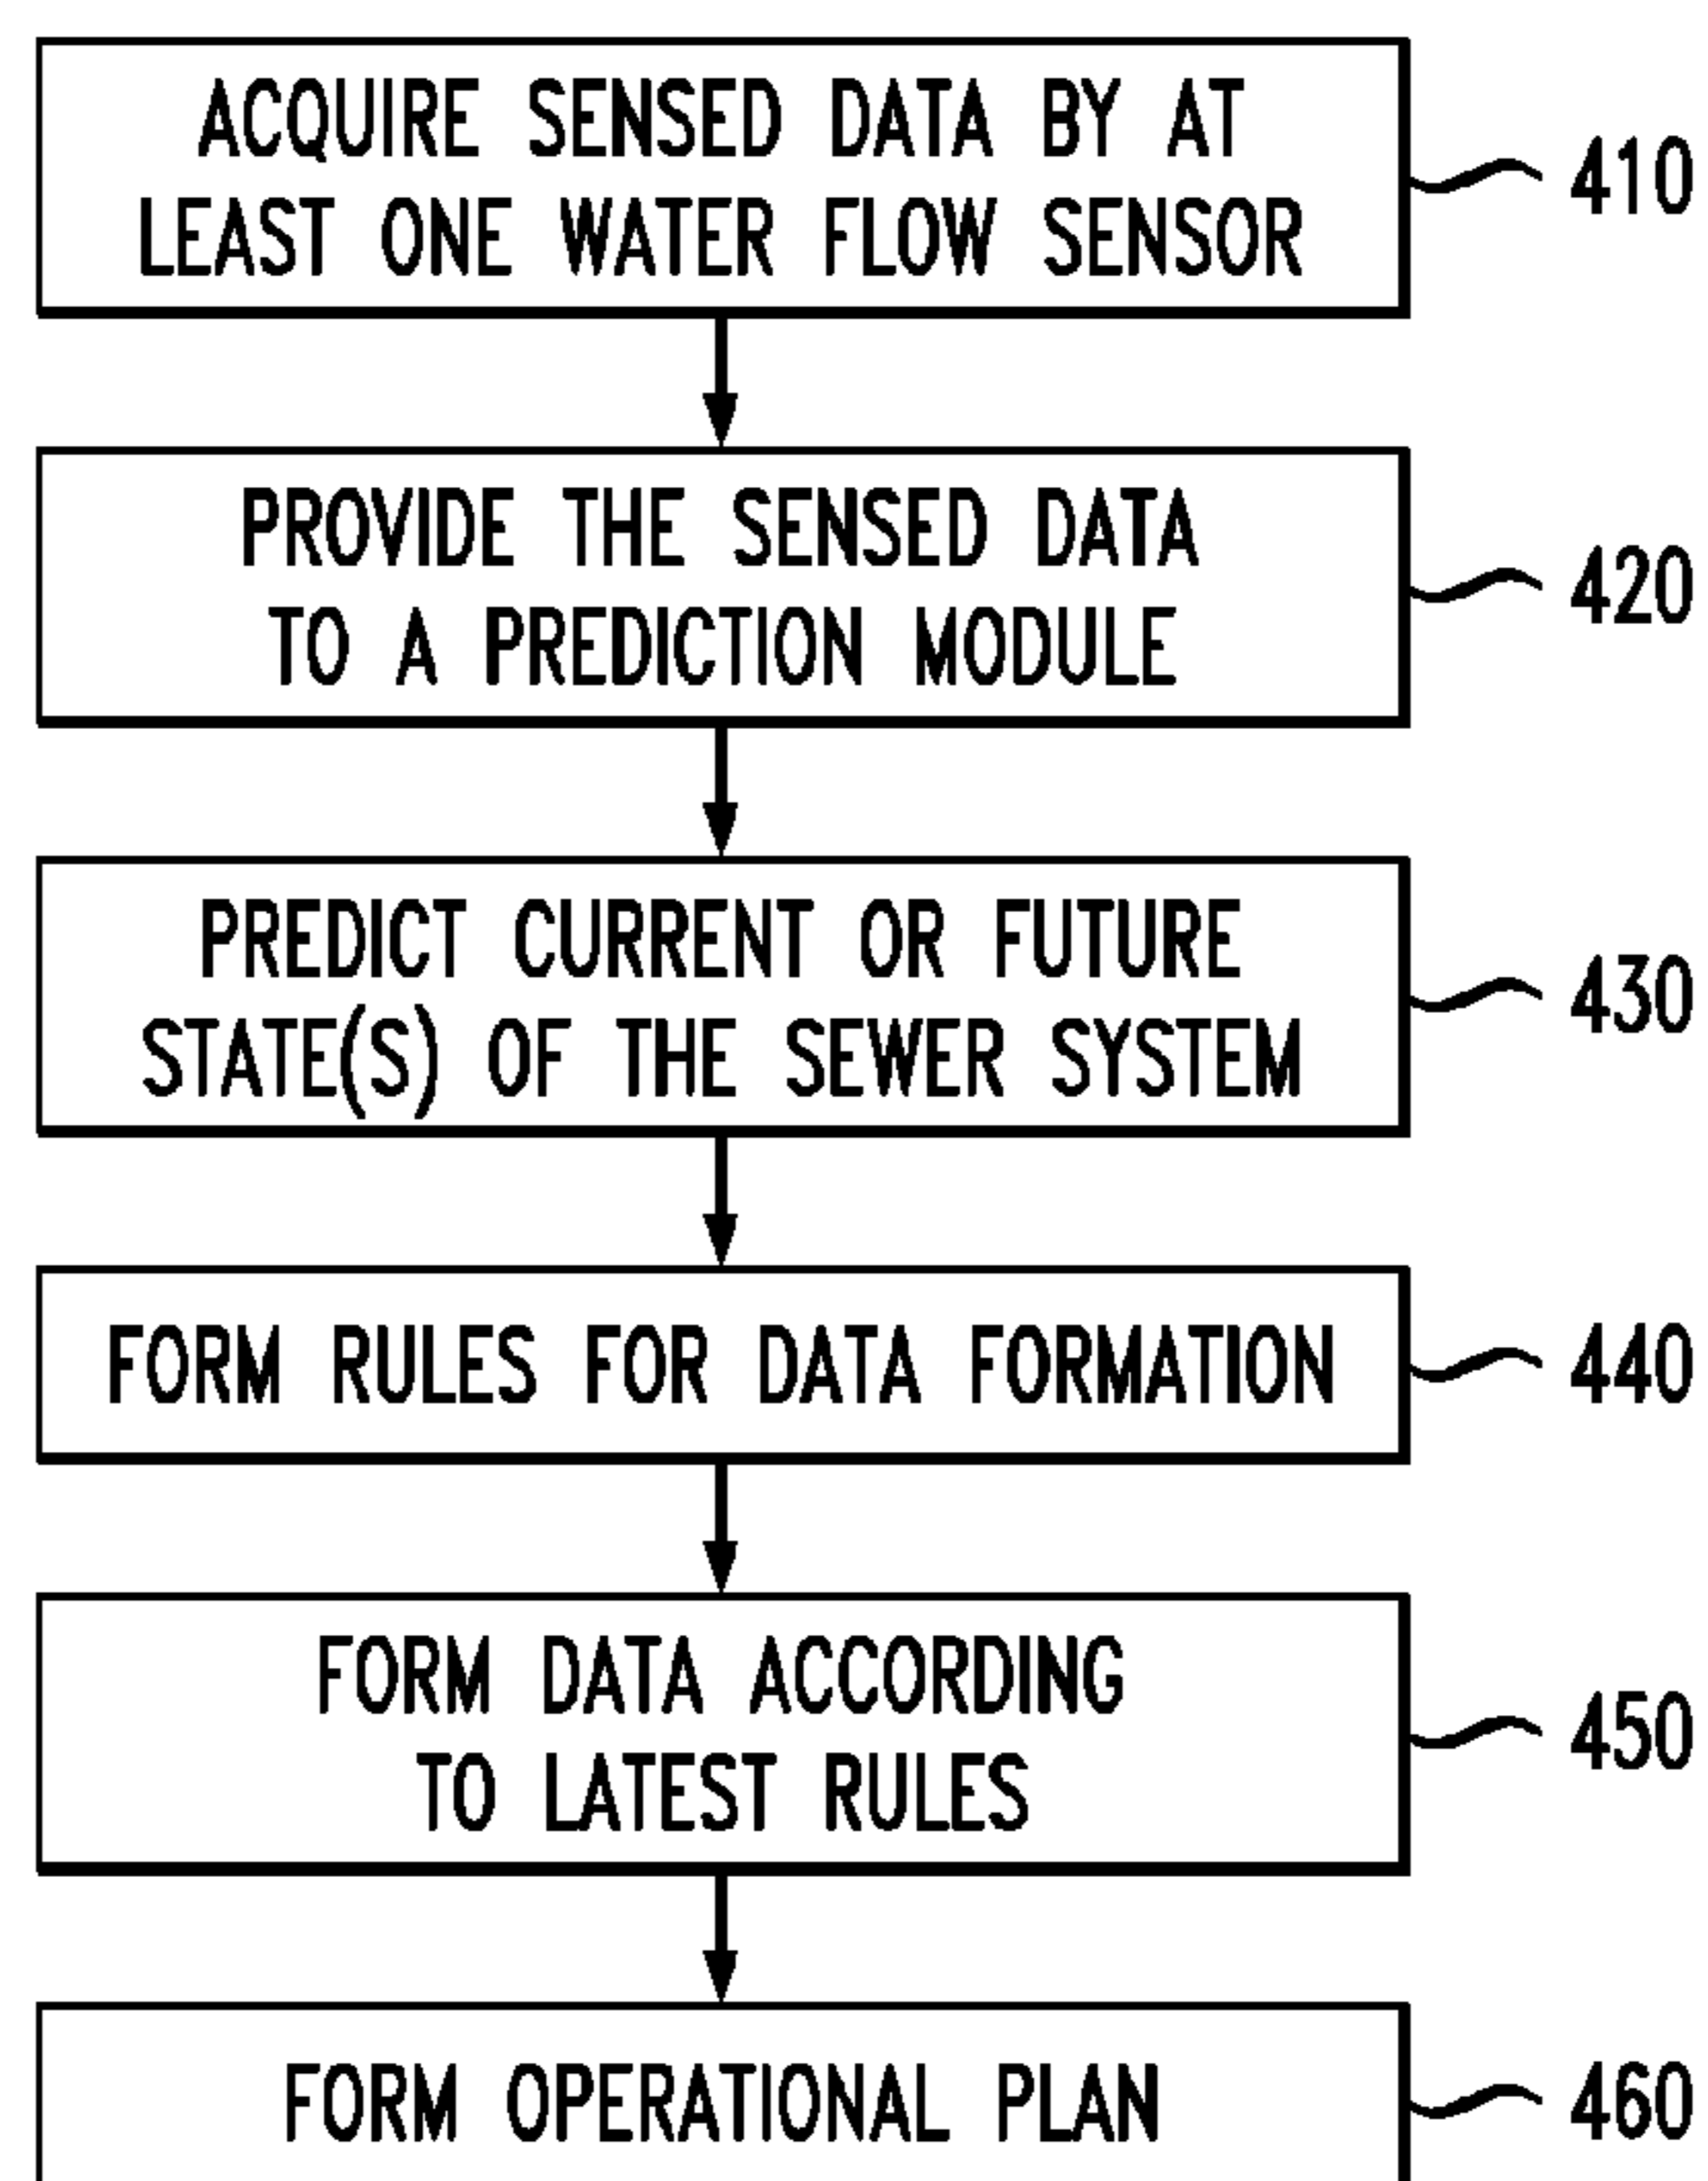 ACQUIRE SENSED DATA BY AT
LEAST ONE WATER FLOW SENSOR
410
PROVIDE THE SENSED DATA
TO A PREDICTION MODULE
420
PREDICT CURRENT OR FUTURE
STATE(S) OF THE SEWER SYSTEM
430
FORM RULES FOR DATA FORMATION
440
FORM DATA ACCORDING
TO LATEST RULES
450
FORM OPERATIONAL PLAN
460